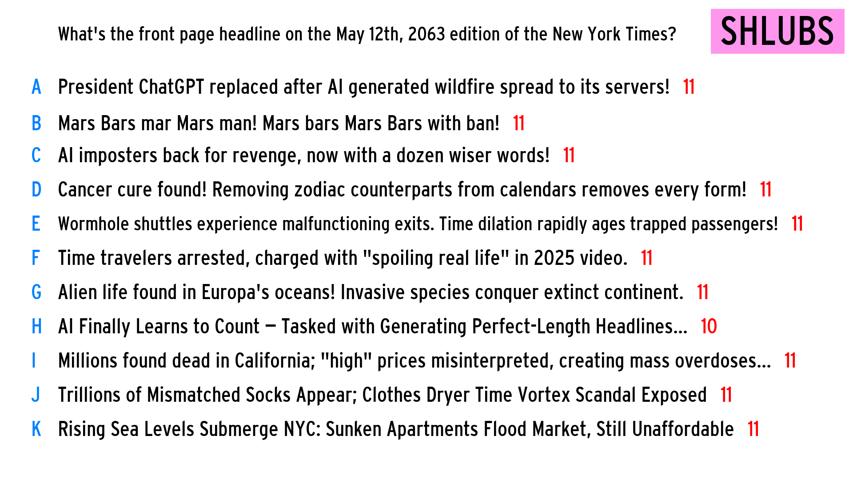 What's the front page headline on the May 12th, 2063 edition of the New York Times?
SHLUBS
A President ChatGPT replaced after AI generated wildfire spread to its servers! 11
B Mars Bars mar Mars man! Mars bars Mars Bars with ban! 11
C AI imposters back for revenge, now with a dozen wiser words! 11
D Cancer cure found! Removing zodiac counterparts from calendars removes every form! 11
E Wormhole shuttles experience malfunctioning exits. Time dilation rapidly ages trapped passengers! 11
F Time travelers arrested, charged with "spoiling real life" in 2025 video. 11
G Alien life found in Europa's oceans! Invasive species conquer extinct continent. 11
H AI Finally Learns to Count – Tasked with Generating Perfect-Length Headlines... 10
I Millions found dead in California; "high" prices misinterpreted, creating mass overdoses... 11
J Trillions of Mismatched Socks Appear; Clothes Dryer Time Vortex Scandal Exposed 11
K Rising Sea Levels Submerge NYC: Sunken Apartments Flood Market, Still Unaffordable 11